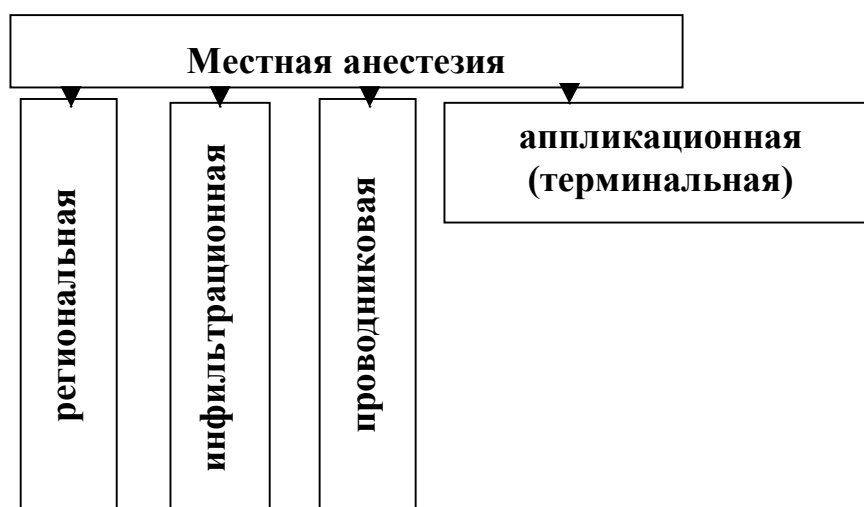 Местная анестезия
региональная
инфильтрационная
проводниковая
аппликационная
(терминальная)